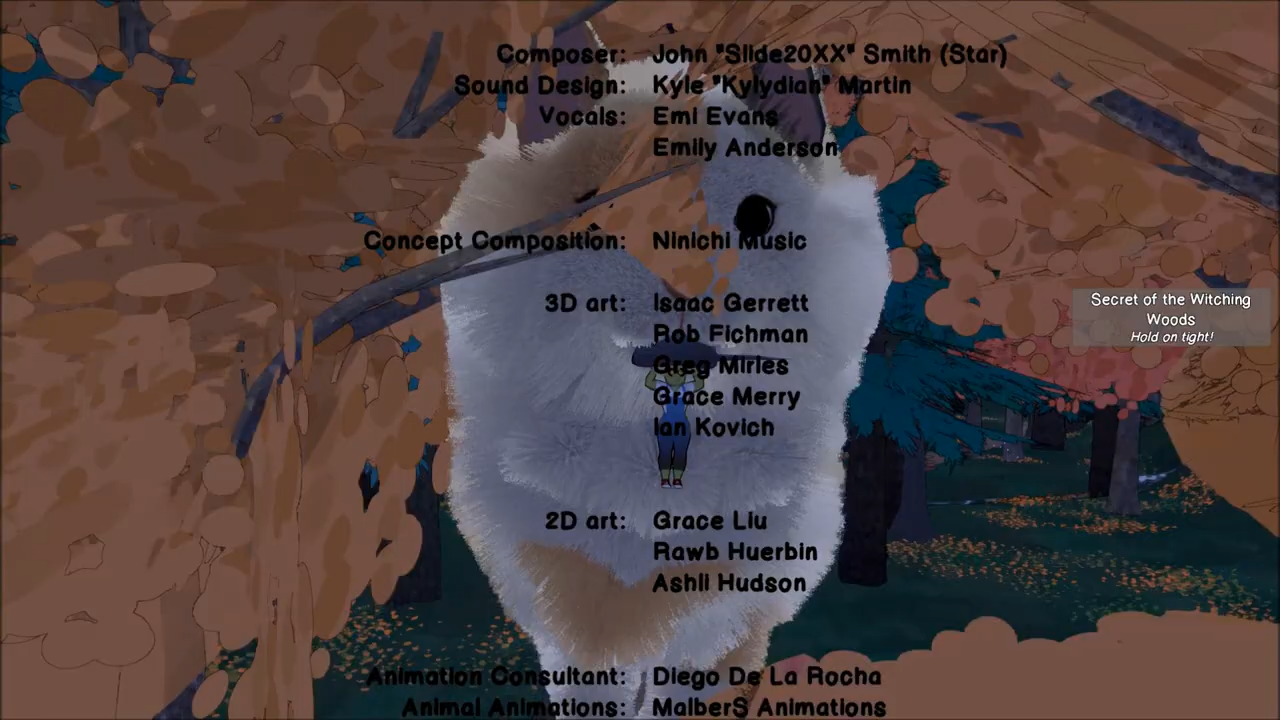 Composer: John "Slide20XX" Smith (Star)
Sound Design: Kyle "Kylydian" Martin
Vocals: Emi Evans
Emily Anderson
Concept Composition: Ninichi Music
3D art: Isaac Gerrett
Rob Fichman
Greg Mirles
Grace Merry
Ian Kovich
2D art: Grace Liu
Rawb Huerbin
Ashli Hudson
Animation Consultant: Diego De La Rocha
Animal Animations: MalberS Animations
Secret of the Witching
Woods
Hold on tight!